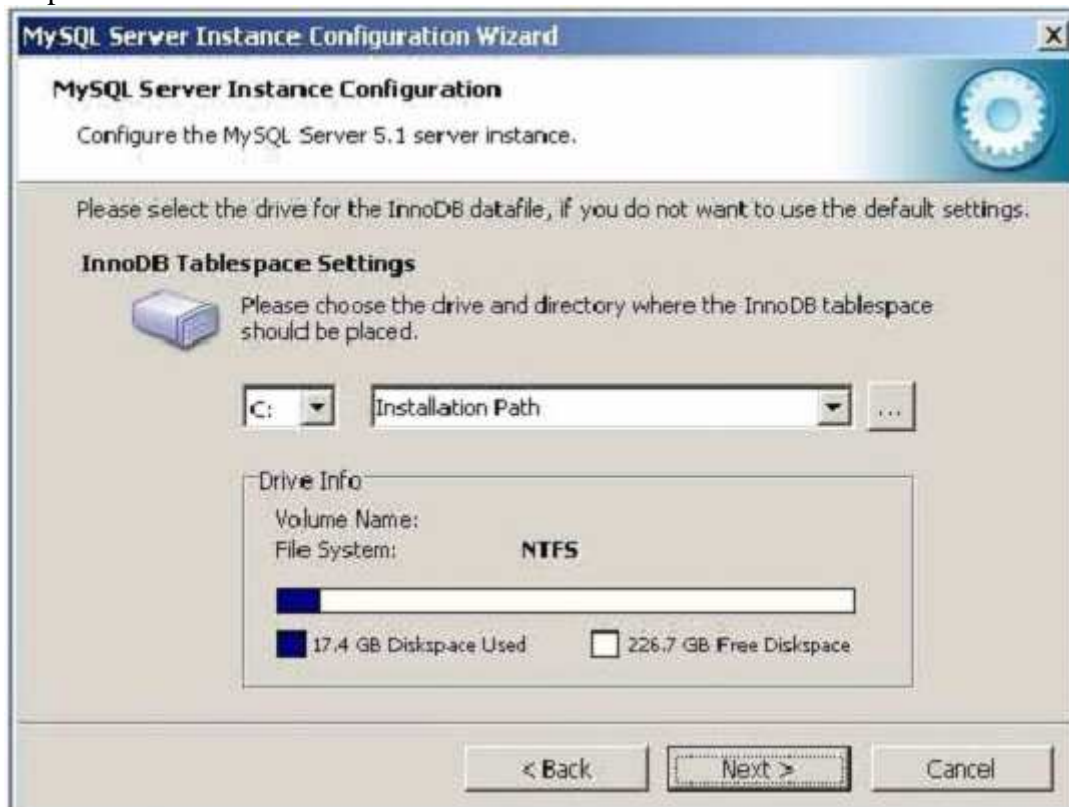 MySQL Server Instance Configuration Wizard
MySQL Server Instance Configuration
Configure the MySQL Server 5.1 server instance.
Please select the drive for the InnoDB datafile, if you do not want to use the default settings.
InnoDB Tablespace Settings
Please choose the drive and directory where the InnoDB tablespace
should be placed.
C:
Installation Path
...
Drive Info
Volume Name:
File System: NTFS
17.4 GB Diskspace Used
226.7 GB Free Diskspace
< Back
Next >
Cancel